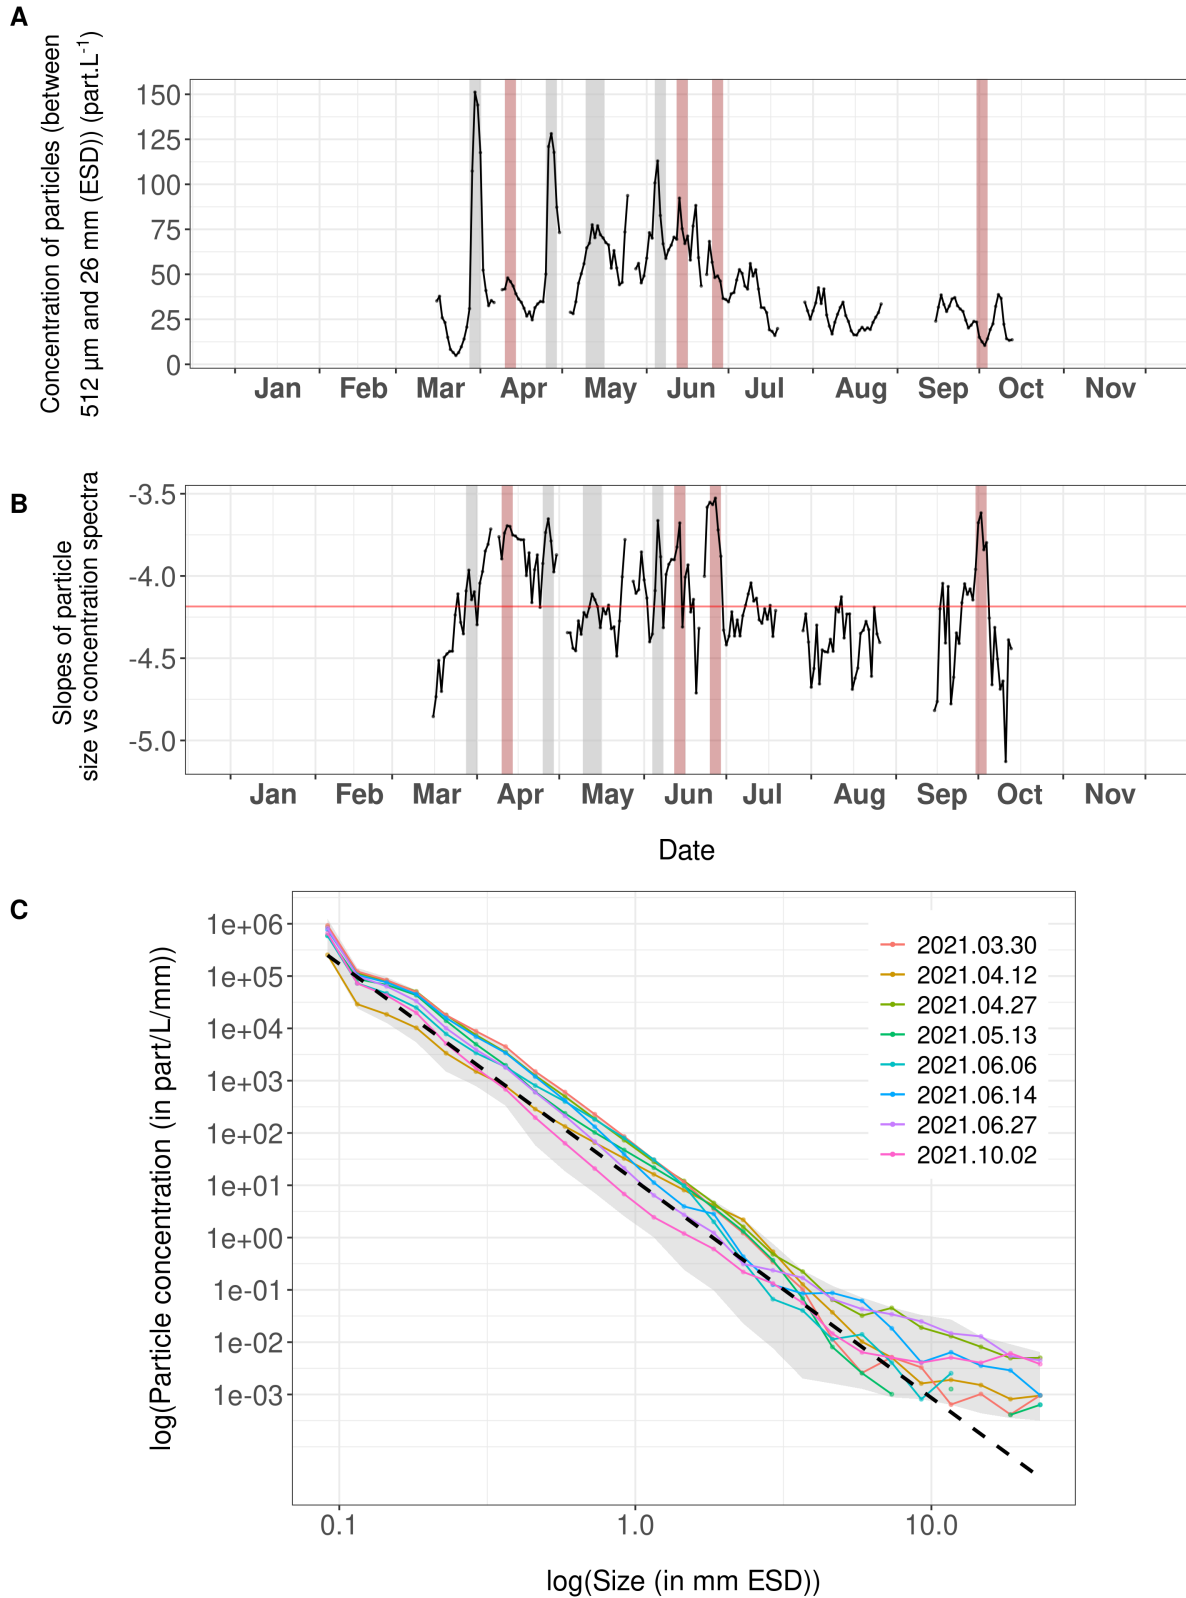 A
Concentration of particles (between
512 µm and 26 mm (ESD)) (part.L-1)
150
125
100
75
50
25
0
Jan Feb Mar Apr May Jun Jul Aug Sep Oct Nov
B
Slopes of particle
size vs concentration spectra
-3.5
-4.0
-4.5
-5.0
Jan Feb Mar Apr May Jun Jul Aug Sep Oct Nov
Date
C
log(Particle concentration (in part/L/mm))
1e+06
1e+05
1e+04
1e+03
1e+02
1e+01
1e+00
1e-01
1e-02
1e-03
2021.03.30
2021.04.12
2021.04.27
2021.05.13
2021.06.06
2021.06.14
2021.06.27
2021.10.02
0.1 1.0 10.0
log(Size (in mm ESD))